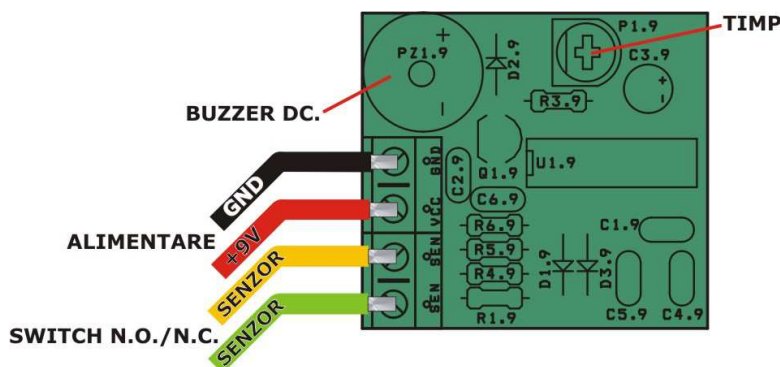 TIMP
P1.9
PZ1.9
D2.9
C3.9
R3.9
BUZZER DC.
GND
GND
C2.9
Q1.9
U1.9
C6.9
VCC
+9V
ALIMENTARE
R6.9
C1.9
SEN
R5.9
SENZOR
R4.9
D1.9
D3.9
SEN
SENZOR
R1.9
C5.9
C4.9
SWITCH N.O./N.C.